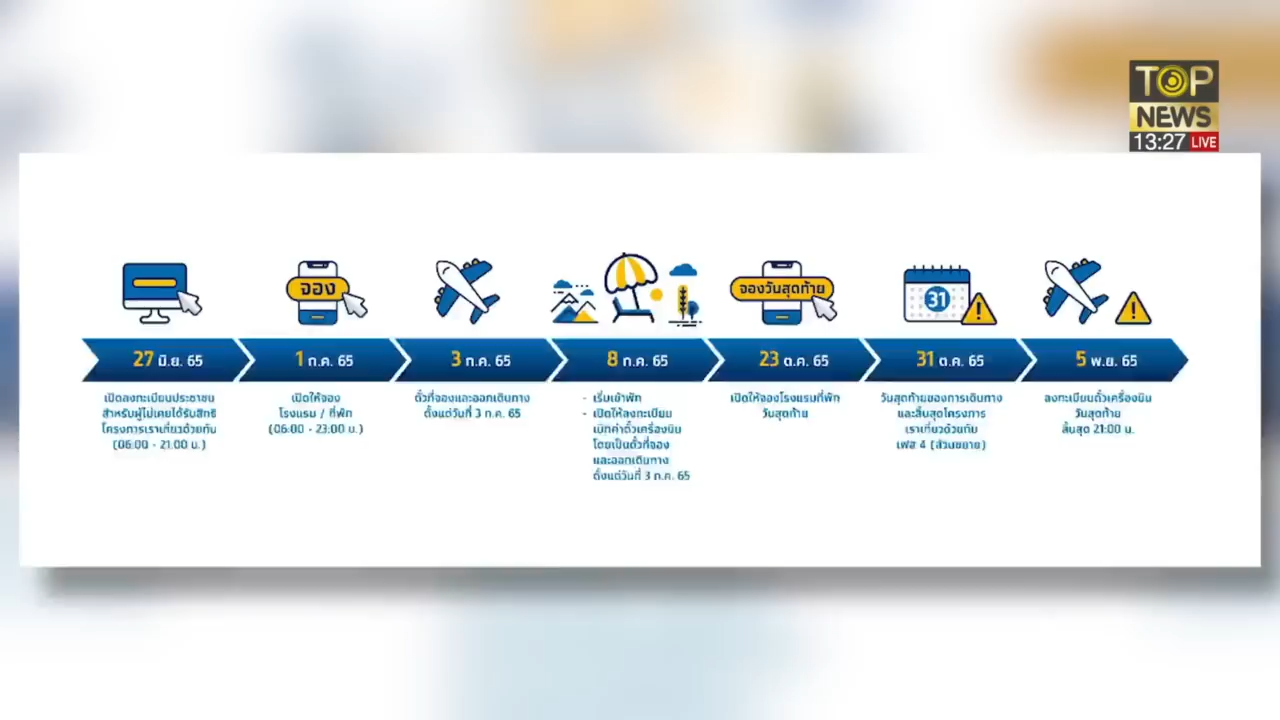 TOP
NEWS
13:27 LIVE
จอง
จองวันสุดท้าย
31
27 มิ.ย. 65
1 ก.ค. 65
3 ก.ค. 65
8 ก.ค. 65
23 ต.ค. 65
31 ต.ค. 65
5 พ.ย. 65
เปิดลงทะเบียนประชาชน
สำหรับผู้ไม่เคยได้รับสิทธิ
โครงการเราเที่ยวด้วยกัน
(06:00 - 21:00 น.)
เปิดให้จอง
โรงแรม / ที่พัก
(06:00 - 23:00 น.)
ตั๋วที่จองและออกเดินทาง
ตั้งแต่วันที่ 3 ก.ค. 65
- เริ่มเข้าพัก
- เปิดให้ลงทะเบียน
เบิกค่าตั๋วเครื่องบิน
โดยเป็นตั๋วที่จอง
และออกเดินทาง
ตั้งแต่วันที่ 3 ก.ค. 65
เปิดให้จองโรงแรมที่พัก
วันสุดท้าย
วันสุดท้ายของการเดินทาง
และสิ้นสุดโครงการ
เราเที่ยวด้วยกัน
เฟส 4 (ส่วนขยาย)
ลงทะเบียนตั๋วเครื่องบิน
วันสุดท้าย
สิ้นสุด 21:00 น.